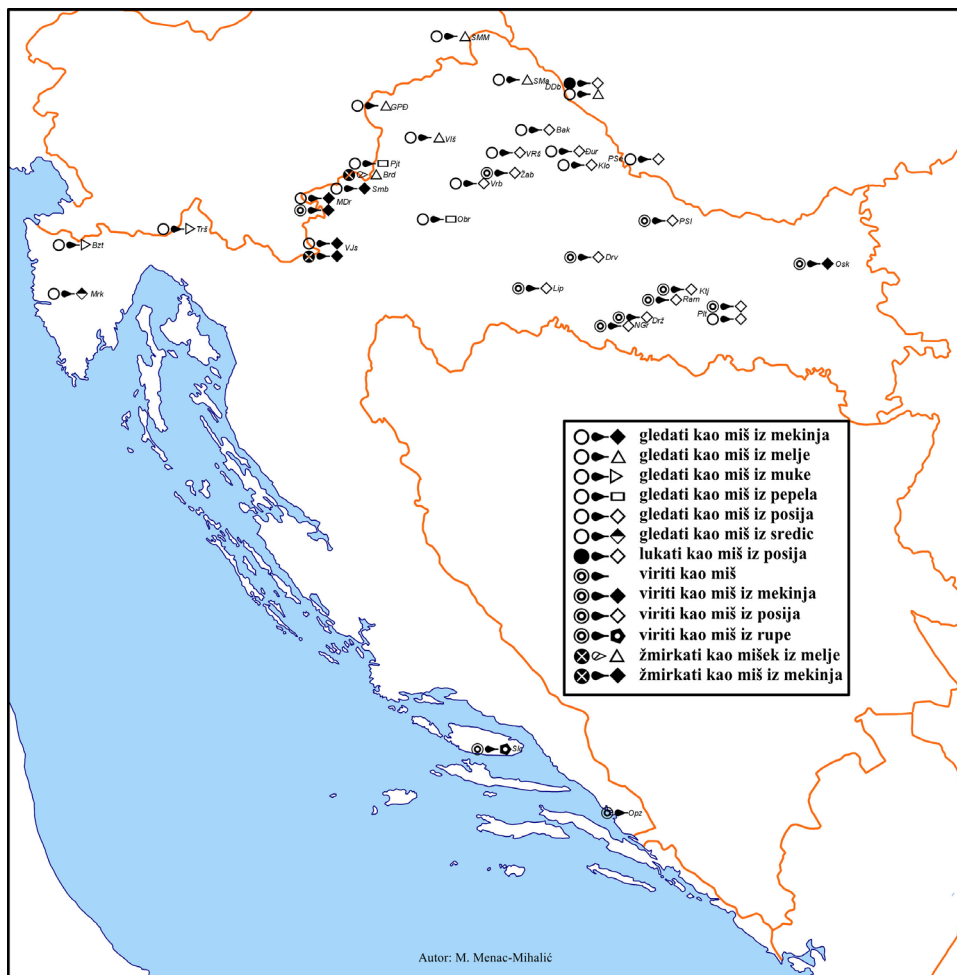 SMM
SMa
DDb
GPĐ
Vlš
Bak
VRš
Đur
Klo
PSe
Pjt
Brd
Smb
Žab
Vrb
MDr
Obr
PSl
Trš
Bzt
VJs
Drv
Osk
Mrk
Lip
Ktj
Ram
Plt
Drž
NGr
gledati kao miš iz mekinja
gledati kao miš iz melje
gledati kao miš iz muke
gledati kao miš iz pepela
gledati kao miš iz posija
gledati kao miš iz sredic
lukati kao miš iz posija
viriti kao miš
viriti kao miš iz mekinja
viriti kao miš iz posija
viriti kao miš iz rupe
žmirkati kao mišek iz melje
žmirkati kao miš iz mekinja
Opz
Autor: M. Menac-Mihalić